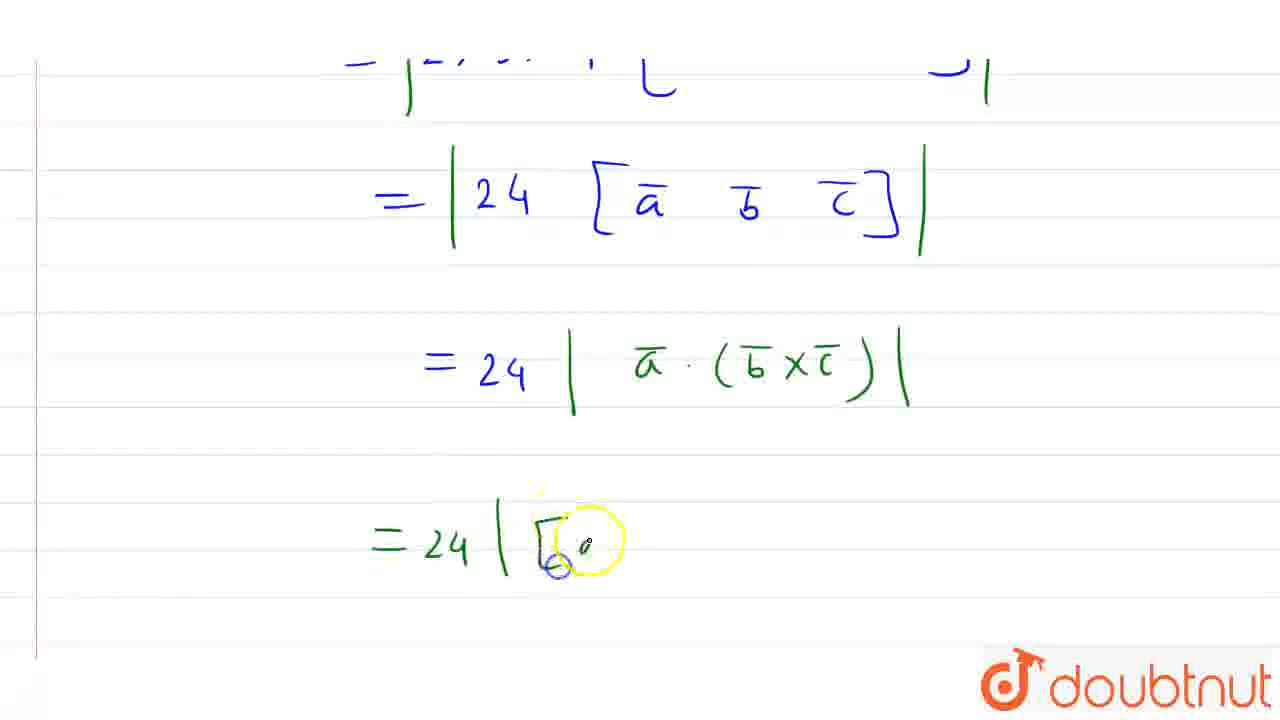 = | 24 [ a̅ b̅ c̅ ] |
= 24 | a̅ . ( b̅ × c̅ ) |
= 24 | [
doubtnut